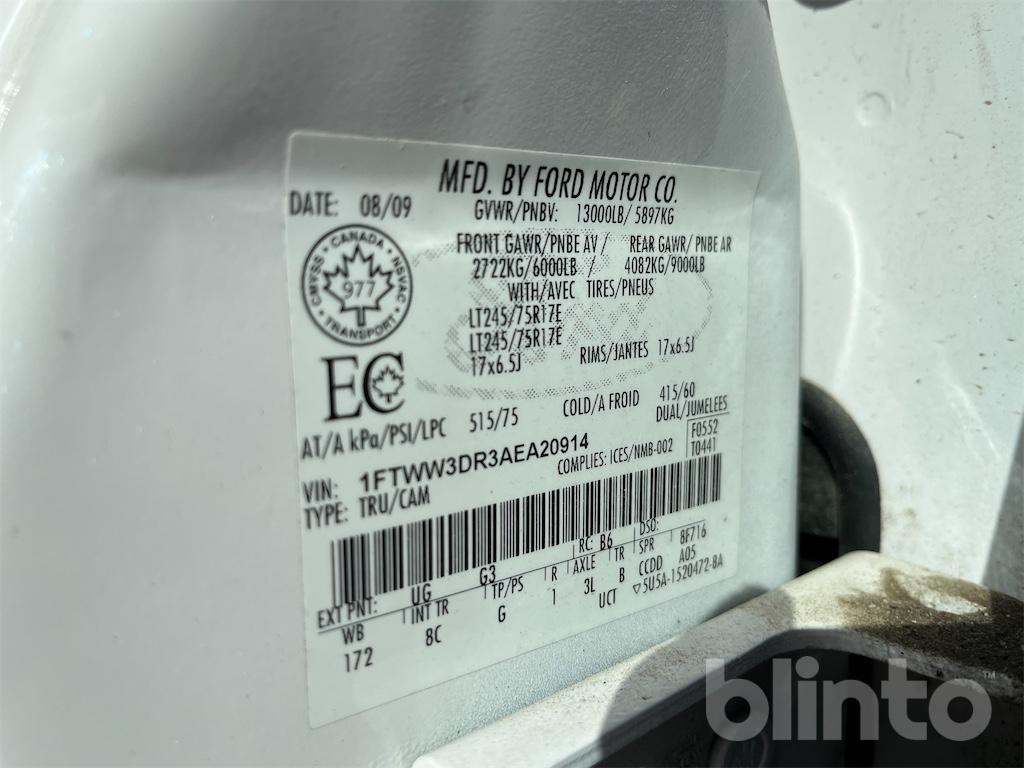 MFD. BY FORD MOTOR CO.
DATE: 08/09
GVWR/PNBV: 13000LB/ 5897KG
FRONT GAWR/PNBE AV / REAR GAWR/ PNBE AR
2722KG/6000LB / 4082KG/9000LB
WITH/AVEC TIRES/PNEUS
LT245/75R17E
LT245/75R17E
17x6.5J RIMS/JANTES 17x6.5J
CANADA
CMVSS NSVAC
977
TRANSPORT
EC
AT/A kPa/PSI/LPC 515/75 COLD/A FROID 415/60
DUAL/JUMELEES
VIN: 1FTWW3DR3AEA20914
F0552
T0441
TYPE: TRU/CAM COMPLIES: ICES/NMB-002
EXT PNT: UG G3 RC: B6 DSO:
WB INT TR TP/PS R AXLE TR SPR 8F716
172 8C G 1 3L B CCDD A05
UCT ▽5U5A-1520472-BA
blinto™